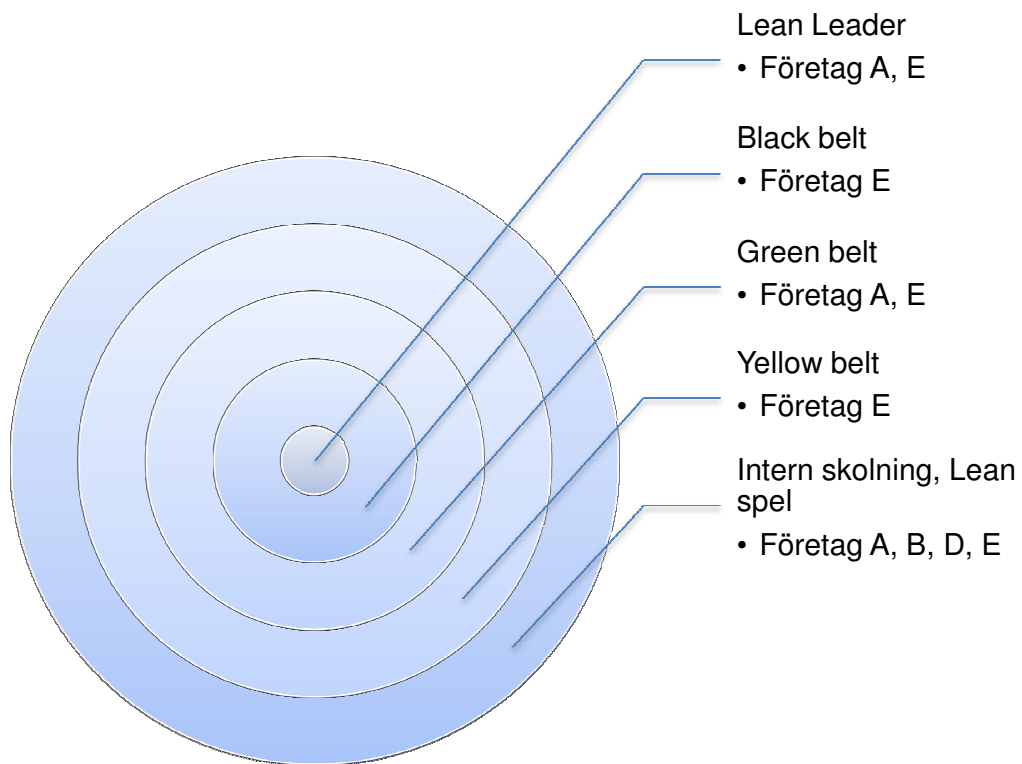 Lean Leader
• Företag A, E
Black belt
• Företag E
Green belt
• Företag A, E
Yellow belt
• Företag E
Intern skolning, Lean
spel
• Företag A, B, D, E